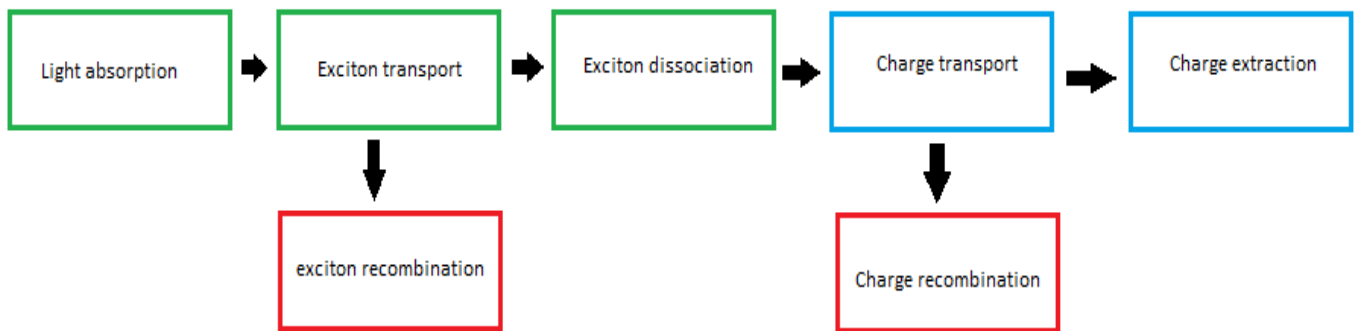 Light absorption
Exciton transport
Exciton dissociation
Charge transport
Charge extraction
exciton recombination
Charge recombination